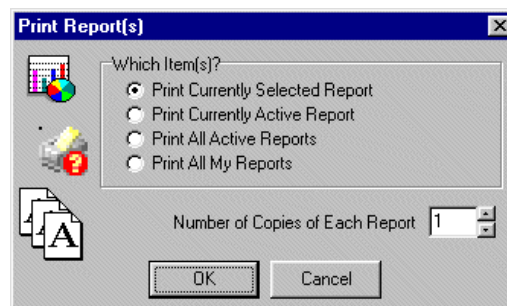 Print Report(s)
Which Item(s)?
Print Currently Selected Report
Print Currently Active Report
Print All Active Reports
Print All My Reports
Number of Copies of Each Report 1
OK Cancel